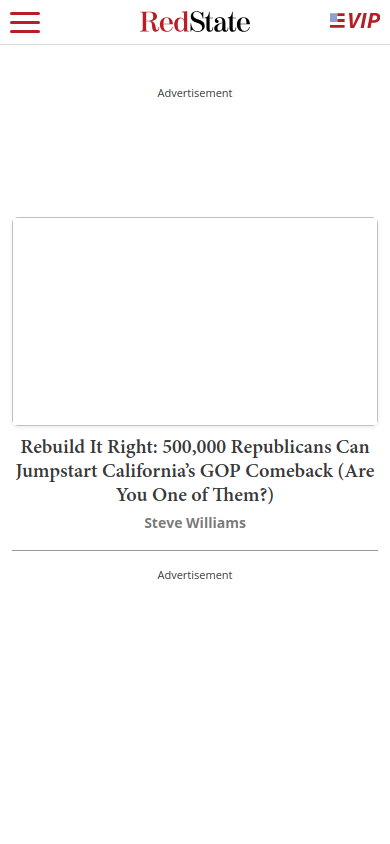 RedState
VIP
Advertisement
Rebuild It Right: 500,000 Republicans Can
Jumpstart California’s GOP Comeback (Are
You One of Them?)
Steve Williams
Advertisement